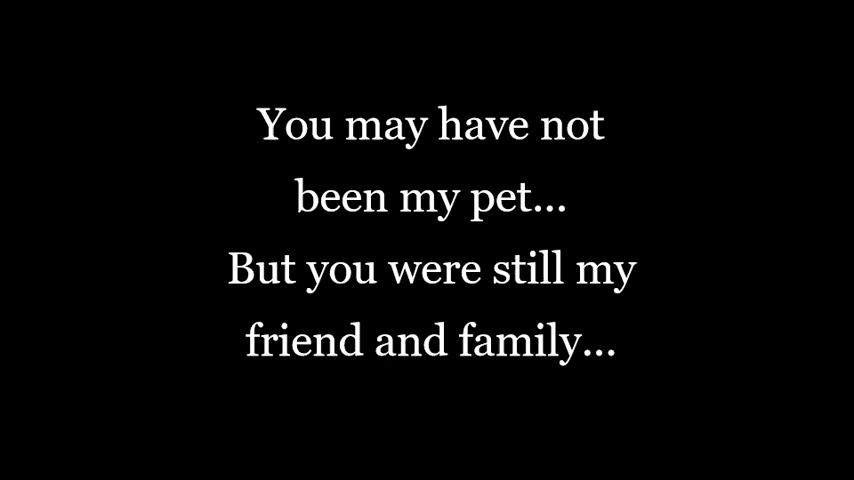 You may have not
been my pet...
But you were still my
friend and family...